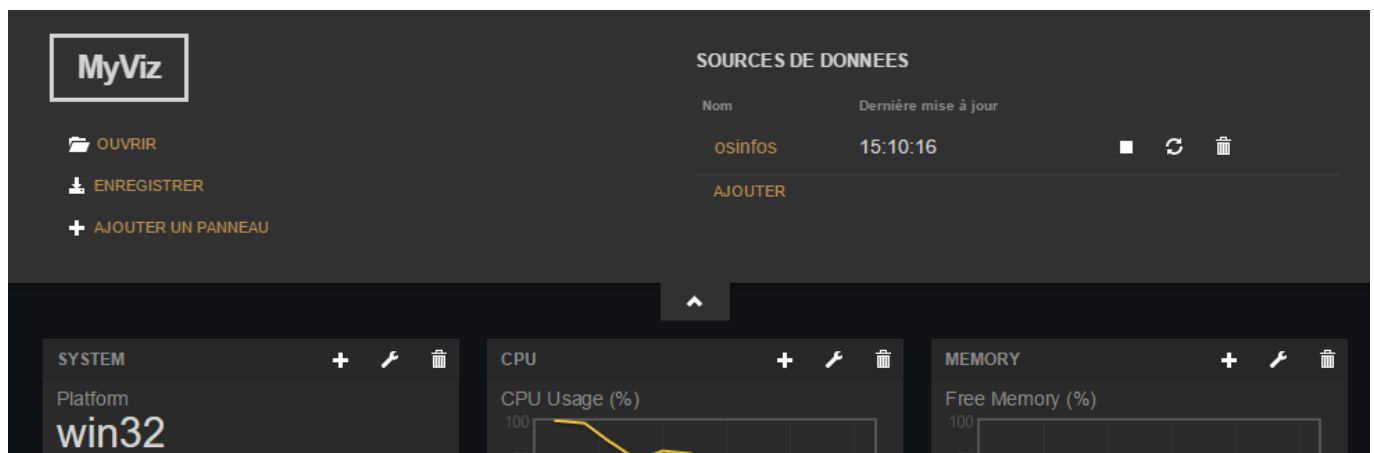 MyViz
OUVRIR
ENREGISTRER
AJOUTER UN PANNEAU
SOURCES DE DONNEES
Nom Dernière mise à jour
osinfos 15:10:16
AJOUTER
SYSTEM
Platform
win32
CPU
CPU Usage (%)
100
MEMORY
Free Memory (%)
100